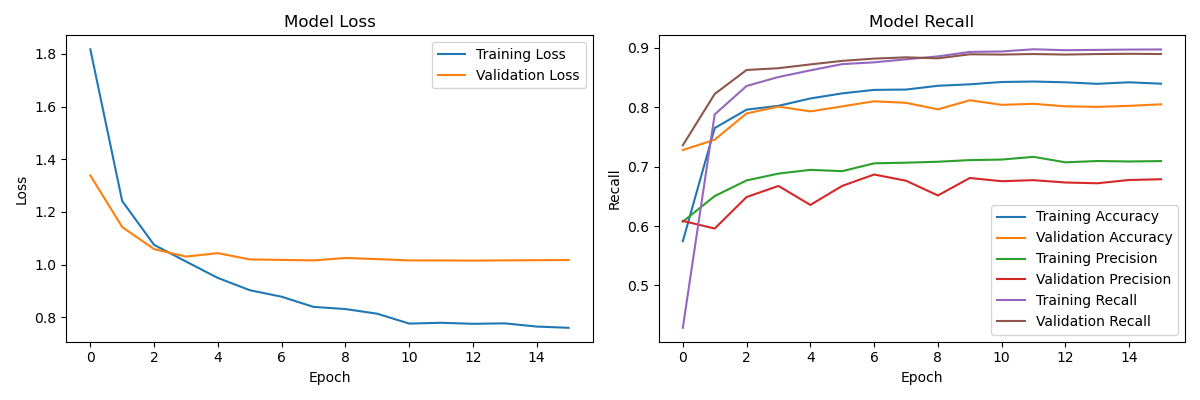 Model Loss
Training Loss
Validation Loss
Loss
1.8
1.6
1.4
1.2
1.0
0.8
0
2
4
6
8
10
12
14
Epoch
Model Recall
Recall
0.9
0.8
0.7
0.6
0.5
Training Accuracy
Validation Accuracy
Training Precision
Validation Precision
Training Recall
Validation Recall
0
2
4
6
8
10
12
14
Epoch